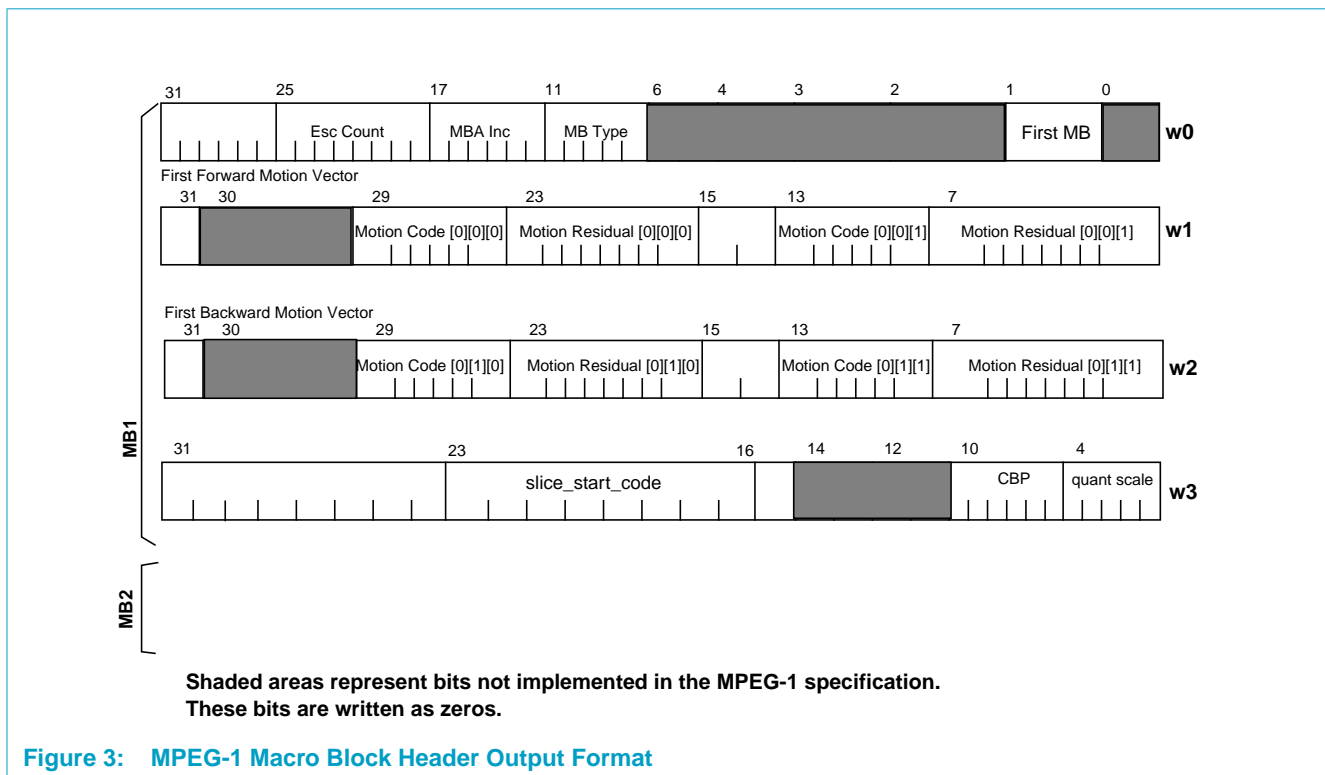 31 25 17 11 6 4 3 2 1 0
Esc Count MBA Inc MB Type First MB w0
First Forward Motion Vector
31 30 29 23 15 13 7
Motion Code [0][0][0] Motion Residual [0][0][0] Motion Code [0][0][1] Motion Residual [0][0][1] w1
First Backward Motion Vector
31 30 29 23 15 13 7
Motion Code [0][1][0] Motion Residual [0][1][0] Motion Code [0][1][1] Motion Residual [0][1][1] w2
MB1
31 23 16 14 12 10 4
slice_start_code CBP quant scale w3
MB2
Shaded areas represent bits not implemented in the MPEG-1 specification.
These bits are written as zeros.
Figure 3: MPEG-1 Macro Block Header Output Format